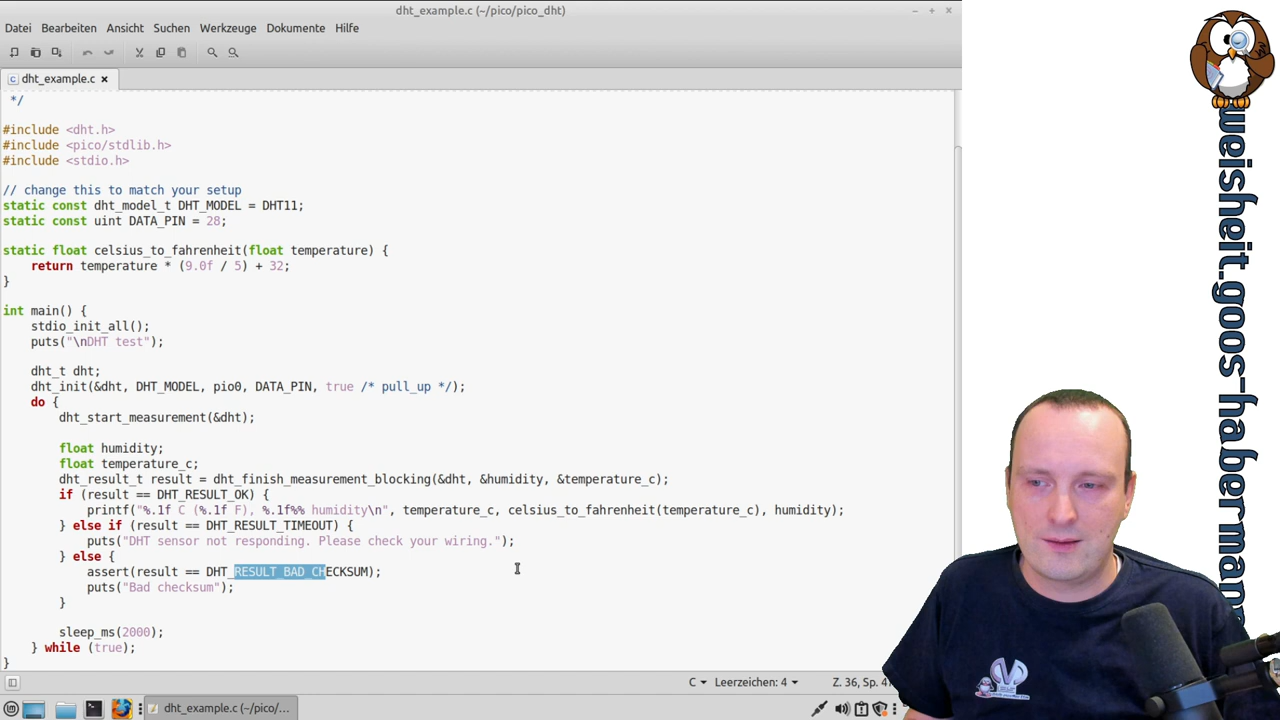 dht_example.c (~/pico/pico_dht)
Datei Bearbeiten Ansicht Suchen Werkzeuge Dokumente Hilfe
dht_example.c
*/
#include <dht.h>
#include <pico/stdlib.h>
#include <stdio.h>
// change this to match your setup
static const dht_model_t DHT_MODEL = DHT11;
static const uint DATA_PIN = 28;
static float celsius_to_fahrenheit(float temperature) {
return temperature * (9.0f / 5) + 32;
}
int main() {
stdio_init_all();
puts("\nDHT test");
dht_t dht;
dht_init(&dht, DHT_MODEL, pio0, DATA_PIN, true /* pull_up */);
do {
dht_start_measurement(&dht);
float humidity;
float temperature_c;
dht_result_t result = dht_finish_measurement_blocking(&dht, &humidity, &temperature_c);
if (result == DHT_RESULT_OK) {
printf("%.1f C (%.1f F), %.1f%% humidity\n", temperature_c, celsius_to_fahrenheit(temperature_c), humidity);
} else if (result == DHT_RESULT_TIMEOUT) {
puts("DHT sensor not responding. Please check your wiring.");
} else {
assert(result == DHT_RESULT_BAD_CHECKSUM);
puts("Bad checksum");
}
sleep_ms(2000);
} while (true);
}
C Leerzeichen: 4 Z. 36, Sp.
dht_example.c (~/pico/...
weisheit.goos-haberman